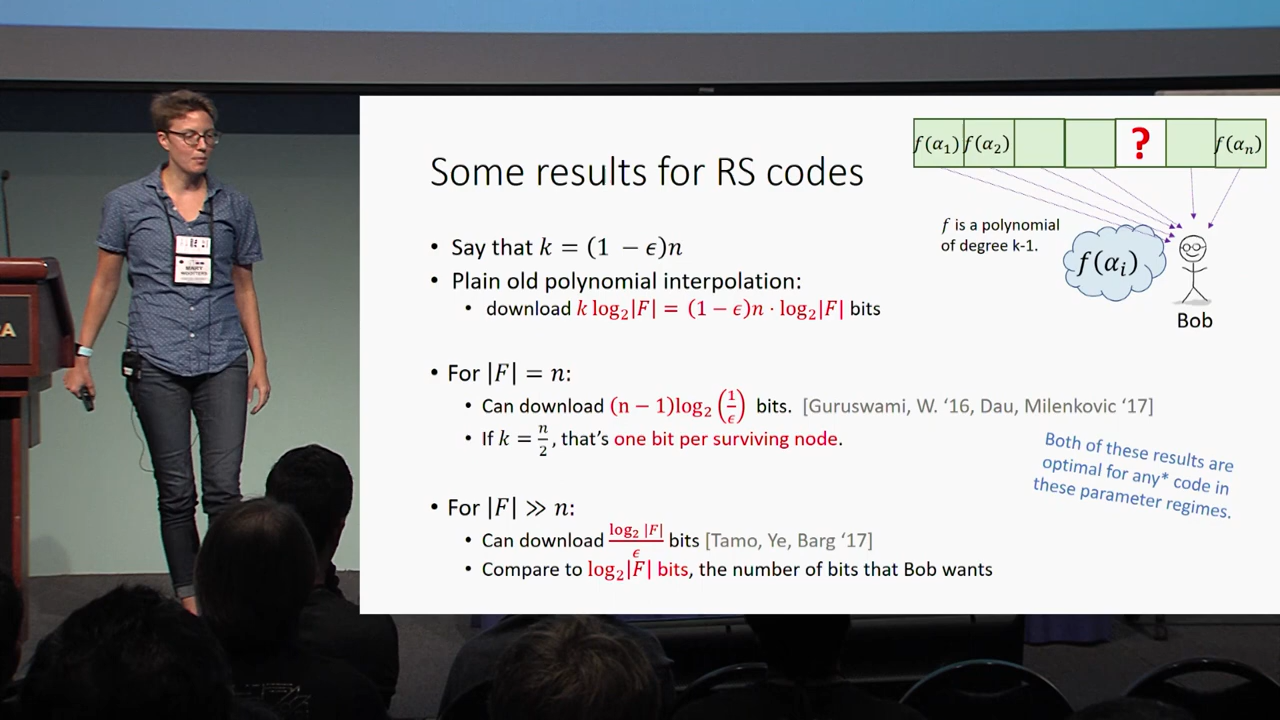 Some results for RS codes
• Say that k = (1 − ϵ)n
• Plain old polynomial interpolation:
• download k log₂|F| = (1 − ϵ)n · log₂|F| bits
• For |F| = n:
• Can download (n − 1)log₂(1/ϵ) bits. [Guruswami, W. ‘16, Dau, Milenkovic ‘17]
• If k = n/2, that’s one bit per surviving node.
• For |F| ≫ n:
• Can download log₂ |F|/ϵ bits [Tamo, Ye, Barg ‘17]
• Compare to log₂|F| bits, the number of bits that Bob wants
f(α₁) f(α₂) ? f(αₙ)
f is a polynomial
of degree k-1.
f(αᵢ)
Bob
Both of these results are
optimal for any* code in
these parameter regimes.
MARY
WOOTTERS
A